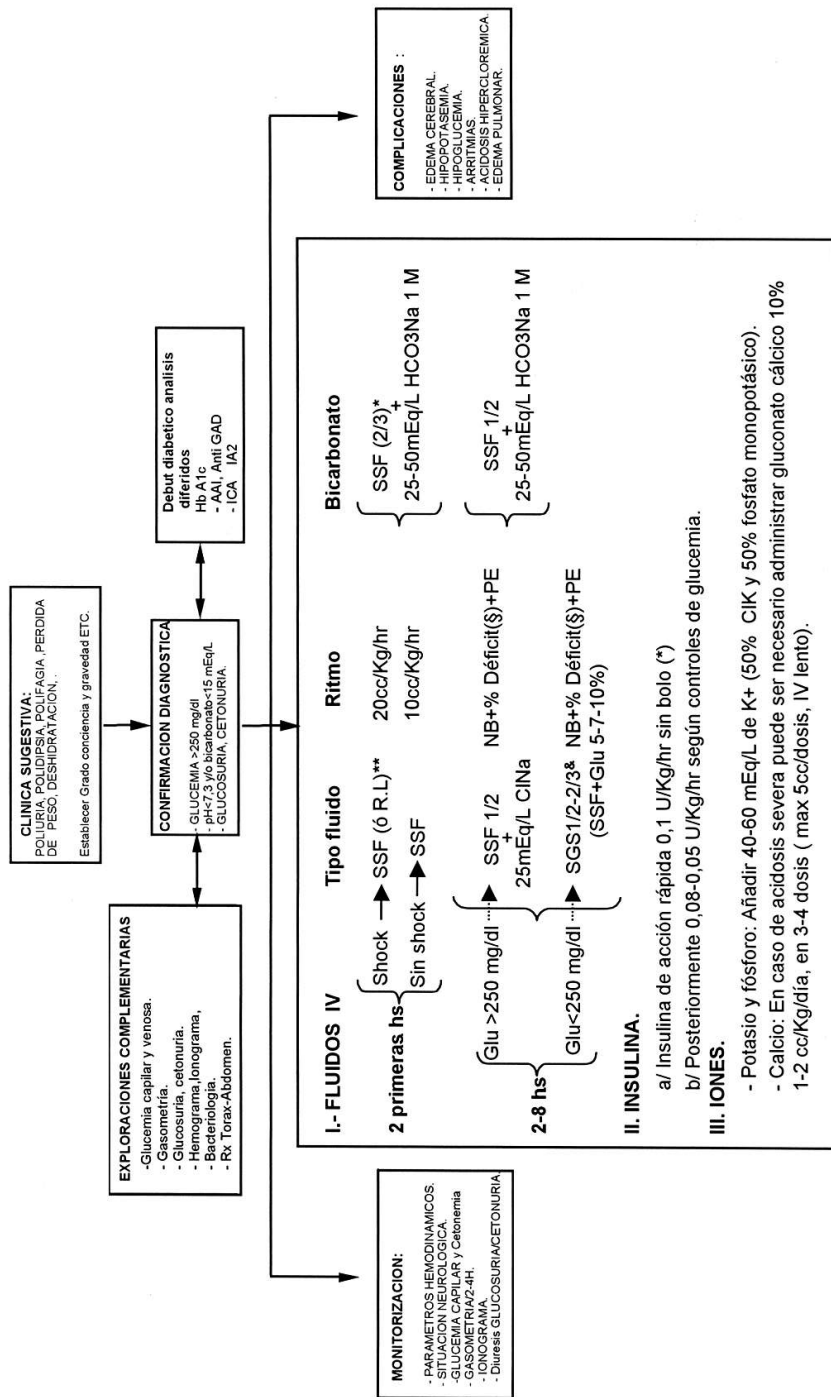 CLINICA SUGESTIVA:
POLIURIA, POLIDIPSIA, POLIFAGIA ,PERDIDA
DE PESO, DESHIDRATACION, .
Establecer Grado conciencia y gravedad ETC.
EXPLORACIONES COMPLEMENTARIAS
-Glucemia capilar y venosa.
- Gasometría.
- Glucosuria, cetonuria.
- Hemograma,Ionograma,
- Bacteriologia.
- Rx Torax-Abdomen.
CONFIRMACION DIAGNOSTICA
- GLUCEMIA >250 mg/dl
- pH<7,3 y/o bicarbonato<15 mEq/L
- GLUCOSURIA, CETONURIA.
Debut diabetico analisis
diferidos
Hb A1c
- AAI, Anti GAD
- ICA IA2
MONITORIZACION:
- PARAMETROS HEMODINAMICOS.
- SITUACION NEUROLOGICA.
-GLUCEMIA CAPILAR y Cetonemia
- GASOMETRIA/2-4H.
- IONOGRAMA.
- Diuresis GLUCOSURIA/CETONURIA.
COMPLICACIONES :
- EDEMA CEREBRAL.
- HIPOPOTASEMIA.
- HIPOGLUCEMIA.
- ARRITMIAS.
- ACIDOSIS HIPERCLOREMICA.
- EDEMA PULMONAR.
I.- FLUIDOS IV Tipo fluido Ritmo Bicarbonato
2 primeras hs
Shock SSF (ó R.L)** 20cc/Kg/hr SSF (2/3)*
+
Sin shock SSF 10cc/Kg/hr 25-50mEq/L HCO3Na 1 M
2-8 hs
Glu >250 mg/dl SSF 1/2 NB+% Déficit(§)+PE SSF 1/2
+ +
25mEq/L ClNa 25-50mEq/L HCO3Na 1 M
Glu<250 mg/dl SGS1/2-2/3& NB+% Déficit(§)+PE
(SSF+Glu 5-7-10%)
II. INSULINA.
a/ Insulina de acción rápida 0,1 U/Kg/hr sin bolo (*)
b/ Posteriormente 0,08-0,05 U/Kg/hr según controles de glucemia.
III. IONES.
- Potasio y fósforo: Añadir 40-60 mEq/L de K+ (50% ClK y 50% fosfato monopotásico).
- Calcio: En caso de acidosis severa puede ser necesario administrar gluconato cálcico 10%
1-2 cc/Kg/día, en 3-4 dosis ( max 5cc/dosis, IV lento).